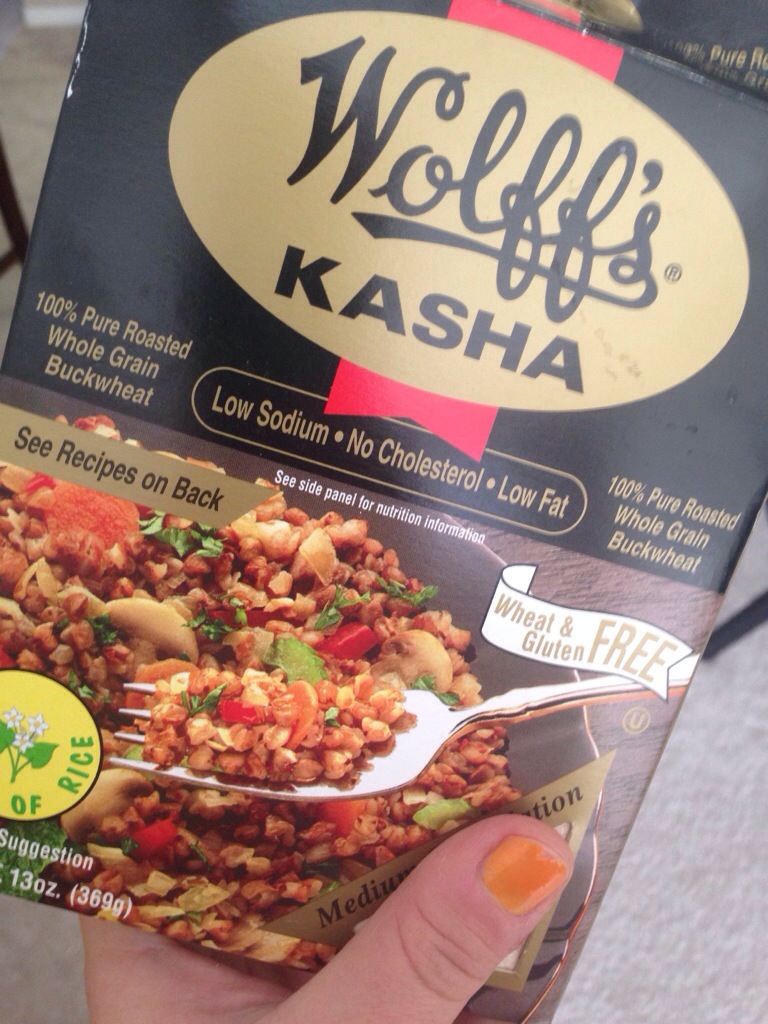 100% Pure Ro
Wolff's®
KASHA
100% Pure Roasted
Whole Grain
Buckwheat
Low Sodium • No Cholesterol • Low Fat
See Recipes on Back
See side panel for nutrition information
100% Pure Roasted
Whole Grain
Buckwheat
Wheat &
Gluten FREE
U
OF RICE
Suggestion
13oz. (369g)
Medium